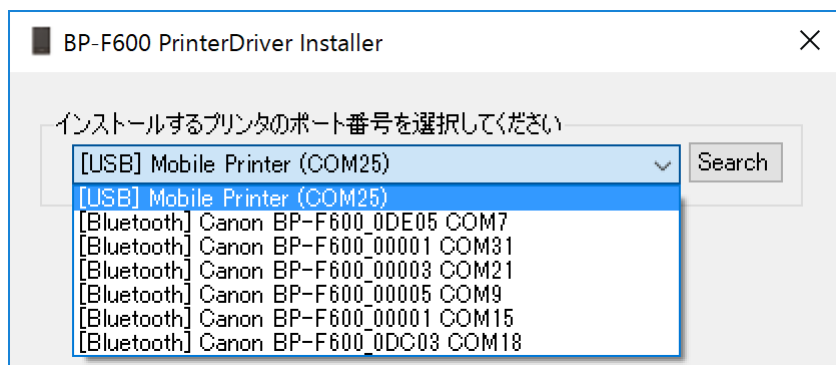 BP-F600 PrinterDriver Installer
インストールするプリンタのポート番号を選択してください
[USB] Mobile Printer (COM25)
Search
[USB] Mobile Printer (COM25)
[Bluetooth] Canon BP-F600_0DE05 COM7
[Bluetooth] Canon BP-F600_00001 COM31
[Bluetooth] Canon BP-F600_00003 COM21
[Bluetooth] Canon BP-F600_00005 COM9
[Bluetooth] Canon BP-F600_00001 COM15
[Bluetooth] Canon BP-F600_0DC03 COM18